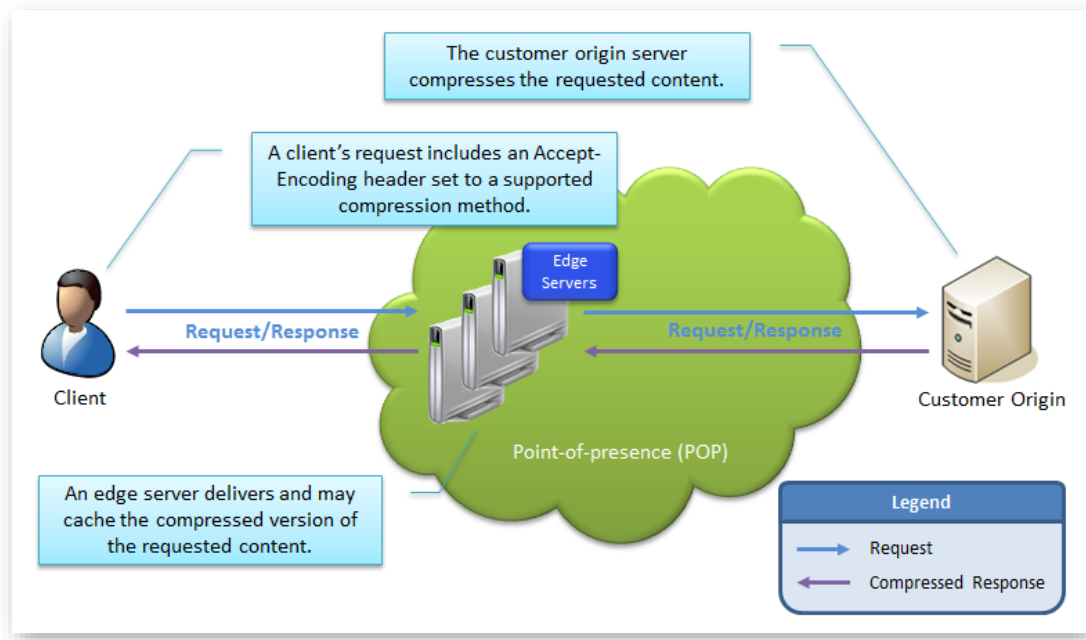 The customer origin server
compresses the requested content.
A client's request includes an Accept-
Encoding header set to a supported
compression method.
Edge
Servers
Request/Response
Request/Response
Client
Customer Origin
Point-of-presence (POP)
An edge server delivers and may
cache the compressed version of
the requested content.
Legend
Request
Compressed Response